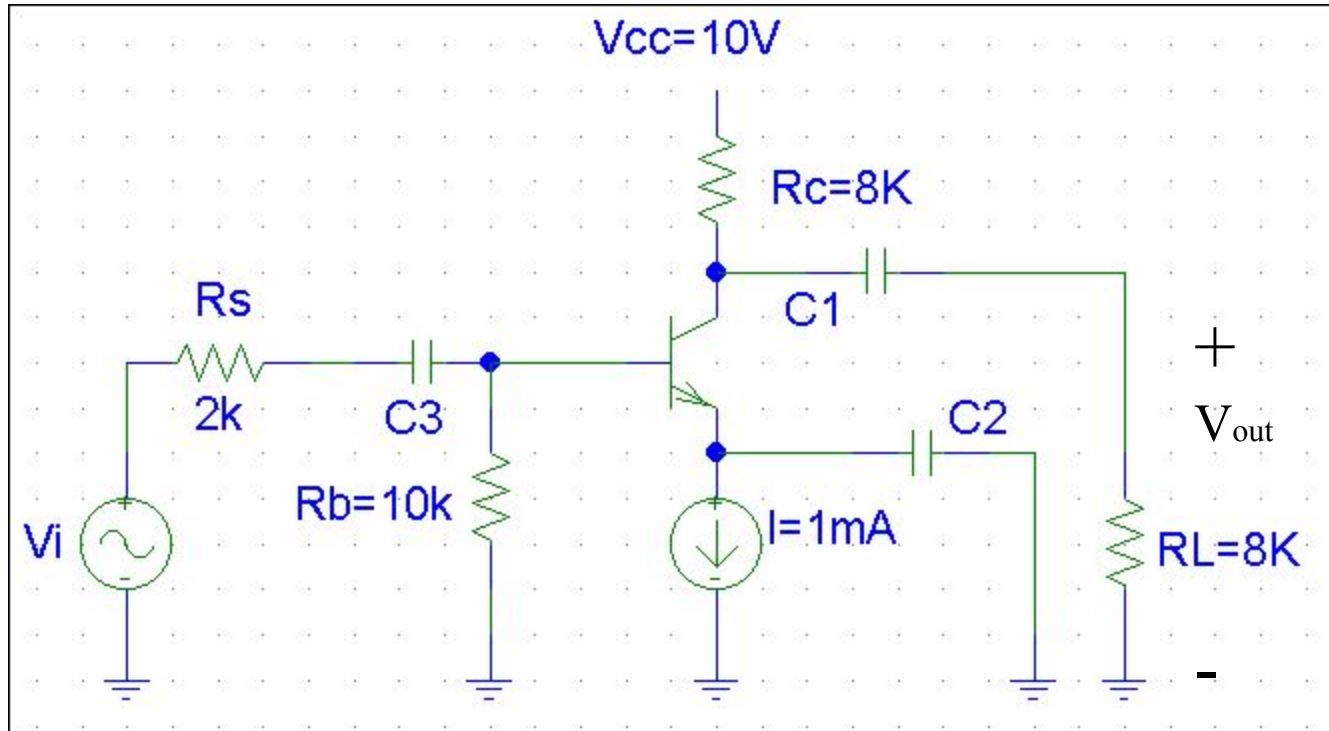 Vcc=10V
Rc=8K
Rs
C1
2k
C3
C2
+
Vout
Rb=10k
Vi
+
-
+
-
I=1mA
RL=8K
-